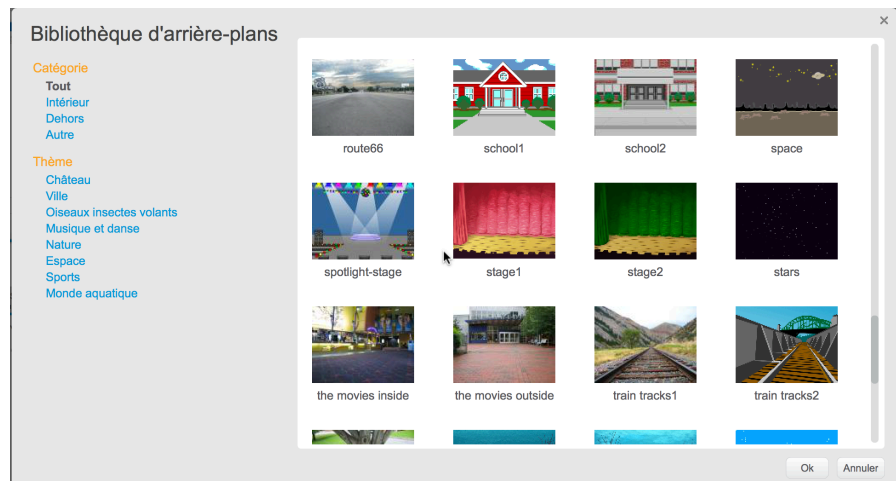 Bibliothèque d'arrière-plans
Catégorie
Tout
Intérieur
Dehors
Autre
Thème
Château
Ville
Oiseaux insectes volants
Musique et danse
Nature
Espace
Sports
Monde aquatique
route66 school1 school2 space
spotlight-stage stage1 stage2 stars
the movies inside the movies outside train tracks1 train tracks2
Ok Annuler